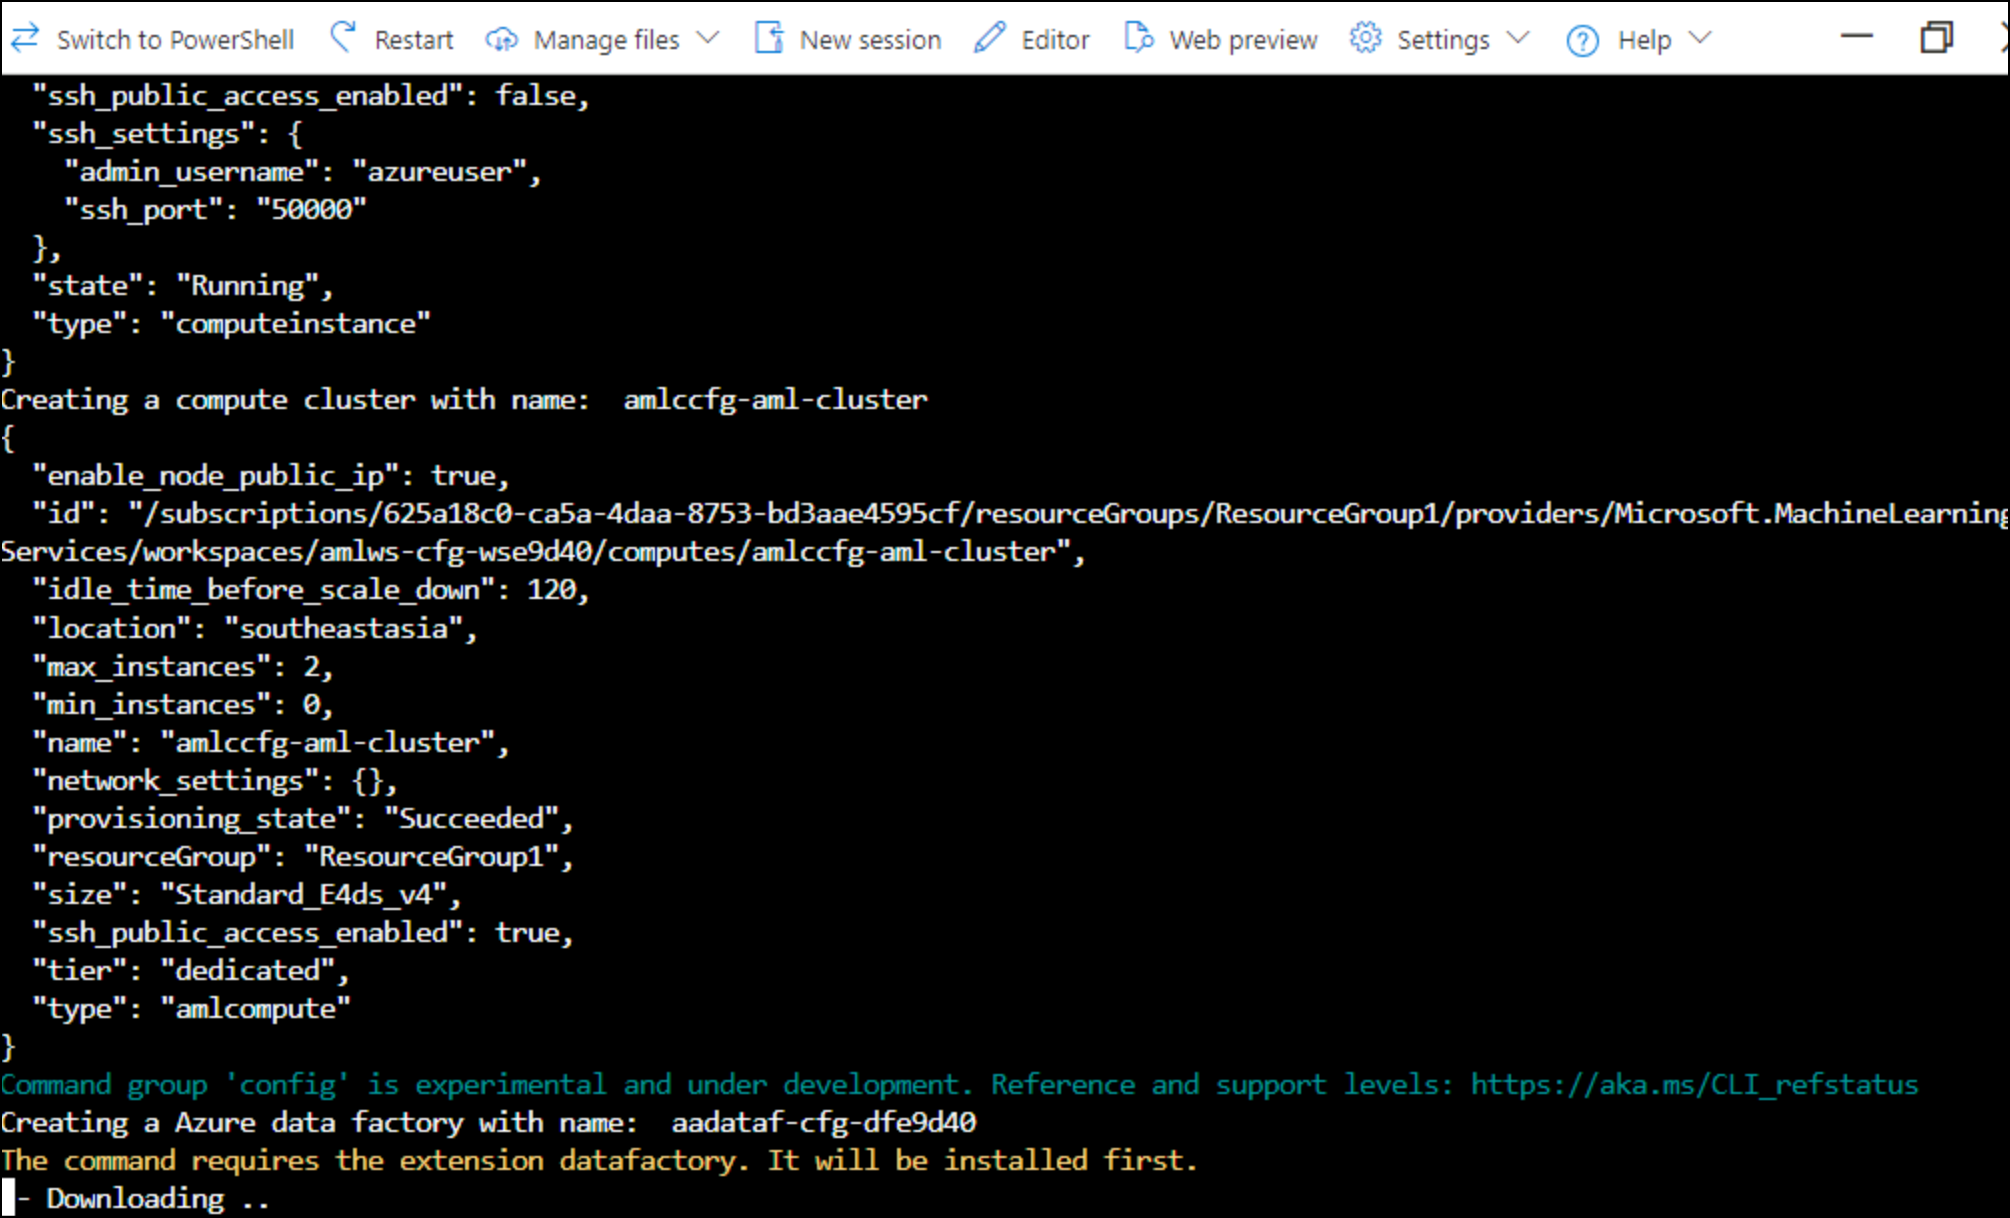 Switch to PowerShell Restart Manage files New session Editor Web preview Settings Help
"ssh_public_access_enabled": false,
"ssh_settings": {
"admin_username": "azureuser",
"ssh_port": "50000"
},
"state": "Running",
"type": "computeinstance"
}
Creating a compute cluster with name:  amlccfg-aml-cluster
{
"enable_node_public_ip": true,
"id": "/subscriptions/625a18c0-ca5a-4daa-8753-bd3aae4595cf/resourceGroups/ResourceGroup1/providers/Microsoft.MachineLearning
Services/workspaces/amlws-cfg-wse9d40/computes/amlccfg-aml-cluster",
"idle_time_before_scale_down": 120,
"location": "southeastasia",
"max_instances": 2,
"min_instances": 0,
"name": "amlccfg-aml-cluster",
"network_settings": {},
"provisioning_state": "Succeeded",
"resourceGroup": "ResourceGroup1",
"size": "Standard_E4ds_v4",
"ssh_public_access_enabled": true,
"tier": "dedicated",
"type": "amlcompute"
}
Command group 'config' is experimental and under development. Reference and support levels: https://aka.ms/CLI_refstatus
Creating a Azure data factory with name:  aadataf-cfg-dfe9d40
The command requires the extension datafactory. It will be installed first.
- Downloading ..